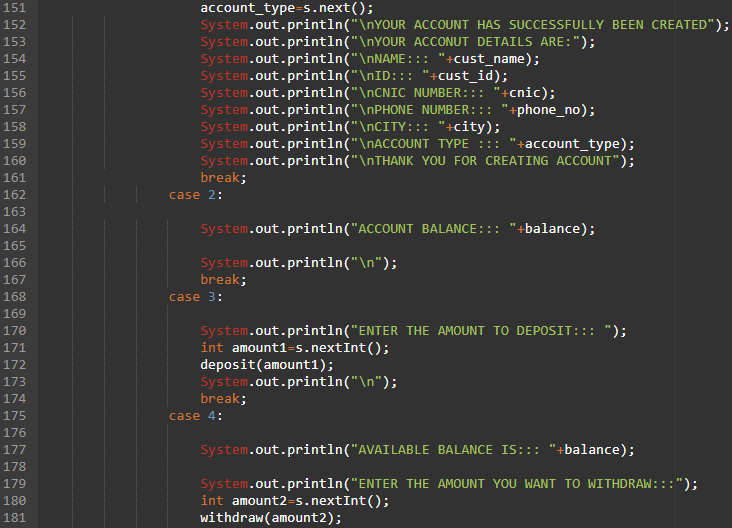 151 account_type=s.next();
152 System.out.println("\nYOUR ACCOUNT HAS SUCCESSFULLY BEEN CREATED");
153 System.out.println("\nYOUR ACCONUT DETAILS ARE:");
154 System.out.println("\nNAME::: "+cust_name);
155 System.out.println("\nID::: "+cust_id);
156 System.out.println("\nCNIC NUMBER::: "+cnic);
157 System.out.println("\nPHONE NUMBER::: "+phone_no);
158 System.out.println("\nCITY::: "+city);
159 System.out.println("\nACCOUNT TYPE ::: "+account_type);
160 System.out.println("\nTHANK YOU FOR CREATING ACCOUNT");
161 break;
162 case 2:
163
164 System.out.println("ACCOUNT BALANCE::: "+balance);
165
166 System.out.println("\n");
167 break;
168 case 3:
169
170 System.out.println("ENTER THE AMOUNT TO DEPOSIT::: ");
171 int amount1=s.nextInt();
172 deposit(amount1);
173 System.out.println("\n");
174 break;
175 case 4:
176
177 System.out.println("AVAILABLE BALANCE IS::: "+balance);
178
179 System.out.println("ENTER THE AMOUNT YOU WANT TO WITHDRAW:::");
180 int amount2=s.nextInt();
181 withdraw(amount2);